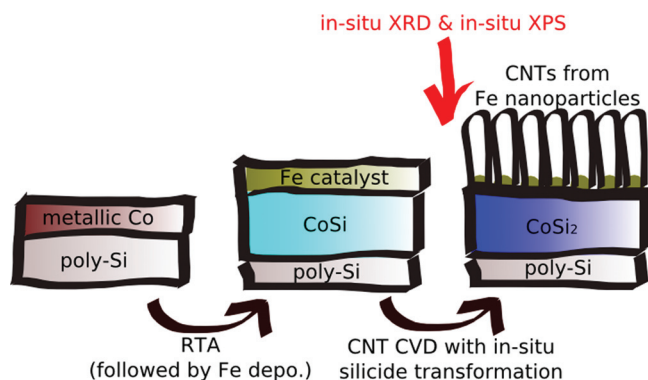 in-situ XRD & in-situ XPS
CNTs from
Fe nanoparticles
metallic Co
poly-Si
Fe catalyst
CoSi
poly-Si
CoSi₂
poly-Si
RTA
(followed by Fe depo.)
CNT CVD with in-situ
silicide transformation